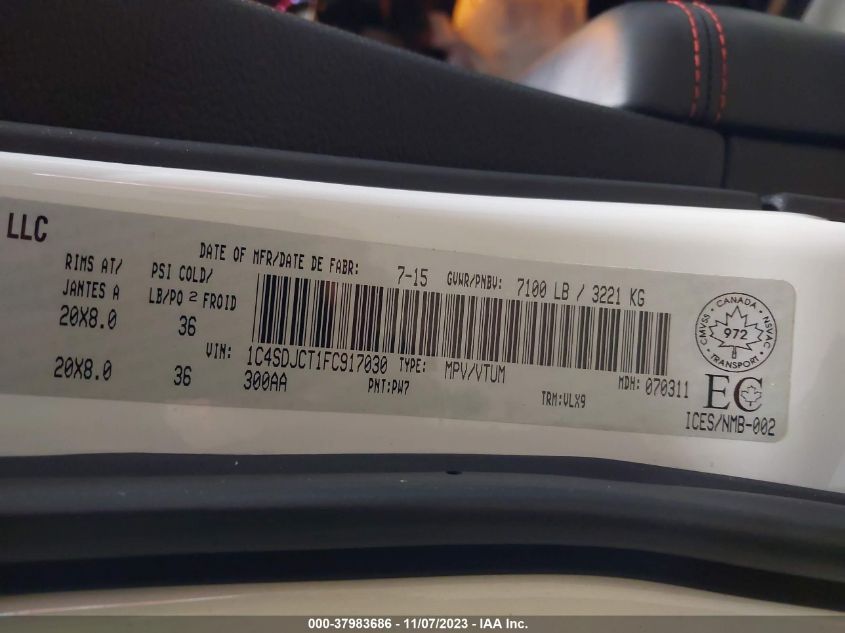 LLC
DATE OF MFR/DATE DE FABR: 7-15 GVWR/PNBV: 7100 LB / 3221 KG
RIMS AT/ PSI COLD/
JANTES A LB/PO 2 FROID
20X8.0 36
VIN: 1C4SDJCT1FC917030 TYPE: MPV/VTUM MDH: 070311
20X8.0 36 300AA PNT:PW7 TRM:VLX9
CANADA
CMVSS 972 NSVAC
TRANSPORT
EC
ICES/NMB-002
000-37983686 - 11/07/2023 - IAA Inc.